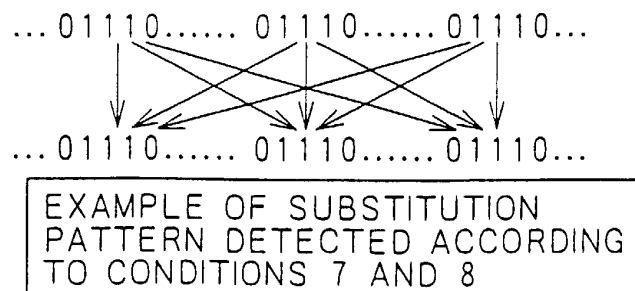 ...01110......01110......01110...
...01110......01110......01110...
EXAMPLE OF SUBSTITUTION
PATTERN DETECTED ACCORDING
TO CONDITIONS 7 AND 8